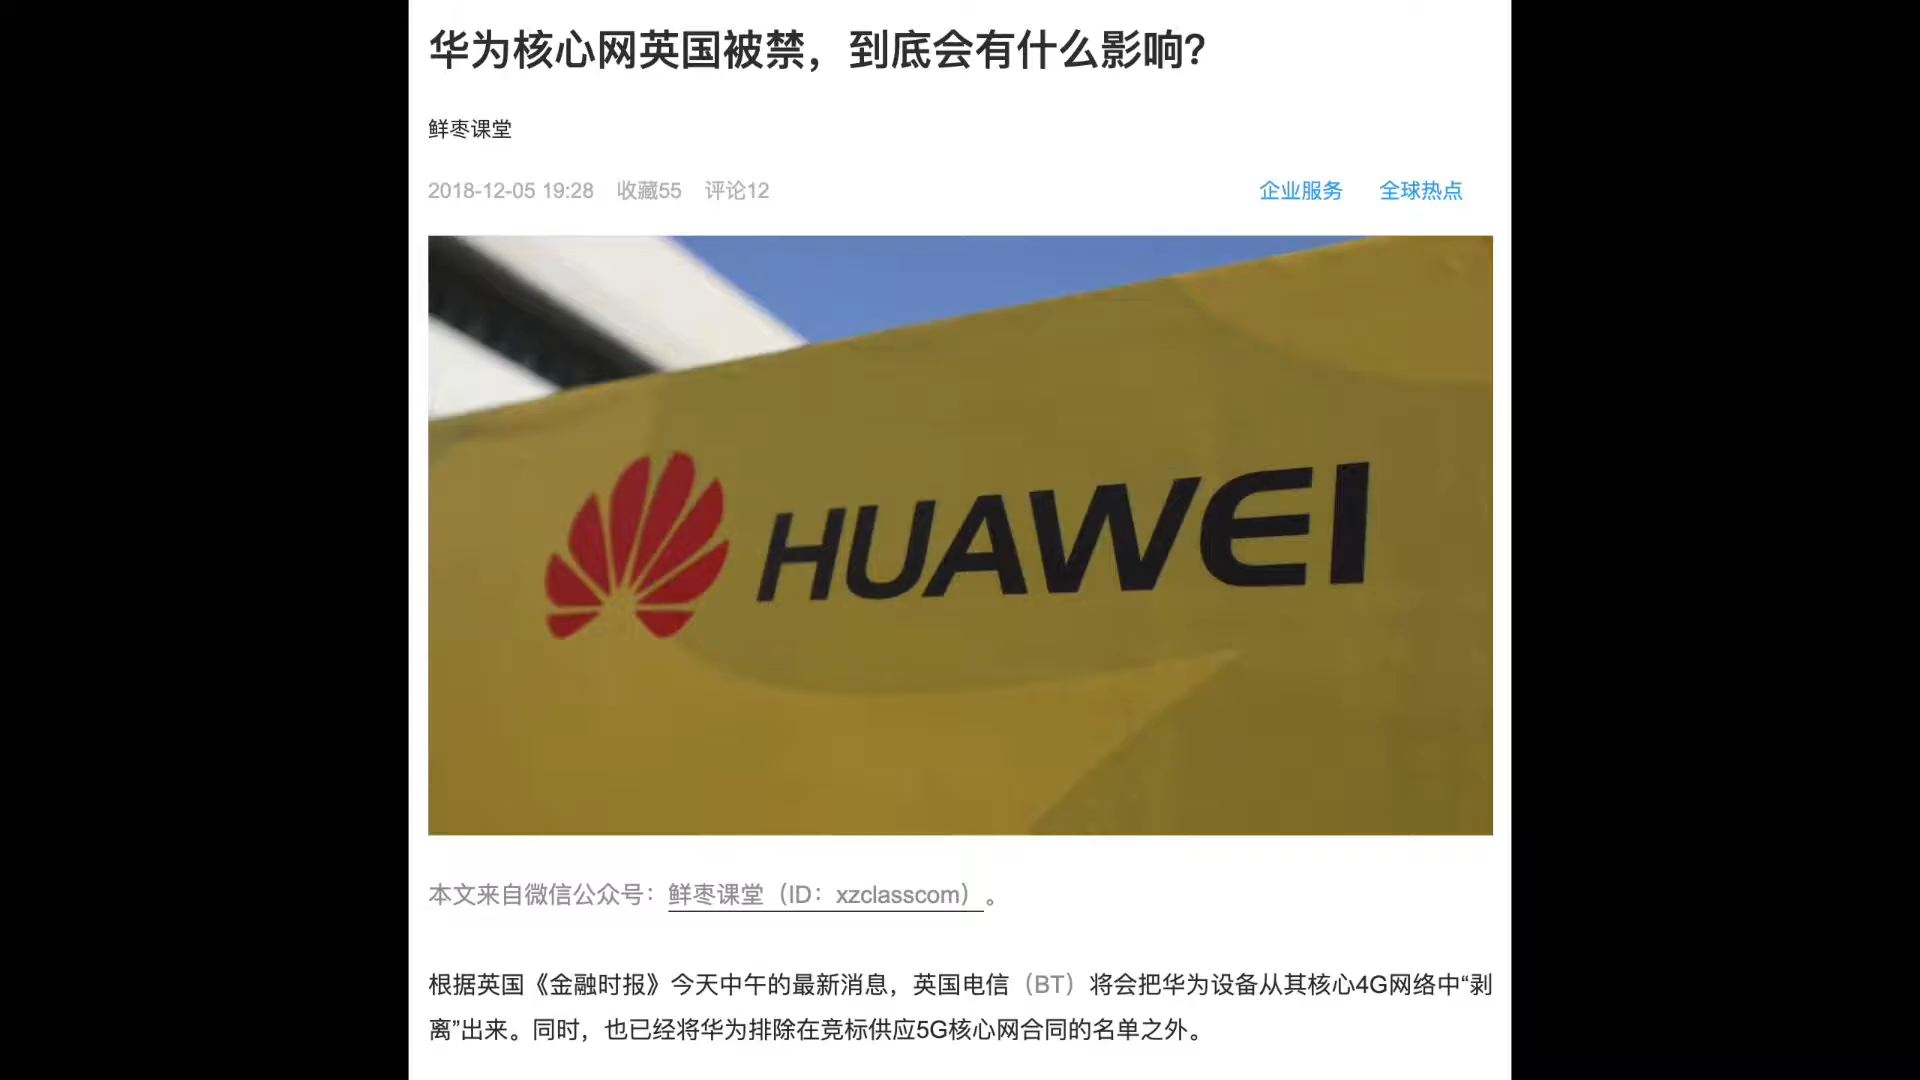 华为核心网英国被禁，到底会有什么影响？
鲜枣课堂
2018-12-05 19:28 收藏55 评论12 企业服务 全球热点
HUAWEI
本文来自微信公众号：鲜枣课堂（ID：xzclasscom）。
根据英国《金融时报》今天中午的最新消息，英国电信（BT）将会把华为设备从其核心4G网络中“剥
离”出来。同时，也已经将华为排除在竞标供应5G核心网合同的名单之外。